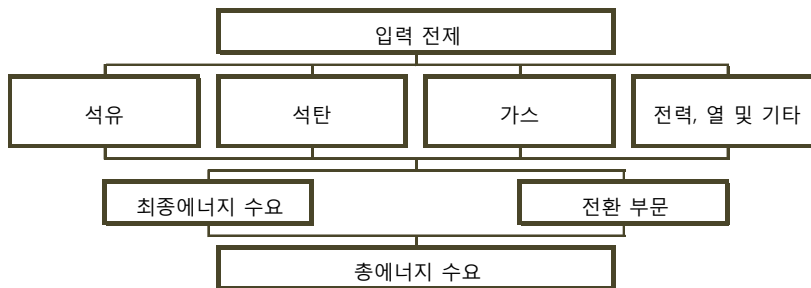 입력 전제
석유
석탄
가스
전력, 열 및 기타
최종에너지 수요
전환 부문
총에너지 수요